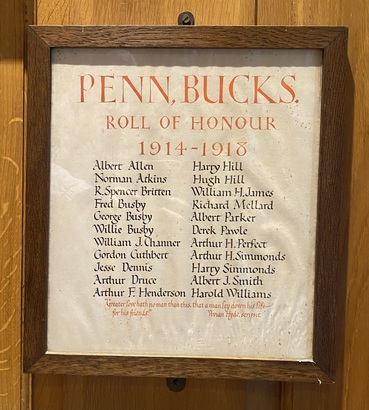 PENN, BUCKS.
ROLL OF HONOUR
1914-1918
Albert Allen
Norman Atkins
R. Spencer Britten
Fred Busby
George Busby
Willie Busby
William J. Channer
Gordon Cuthbert
Jesse Dennis
Arthur Druce
Arthur F. Henderson
Harry Hill
Hugh Hill
William H. James
Richard Mellard
Albert Parker
Derek Pawle
Arthur H. Perfect
Arthur H. Simmonds
Harry Simmonds
Albert J. Smith
Harold Williams
"Greater love hath no man than this, that a man lay down his life
for his friends."